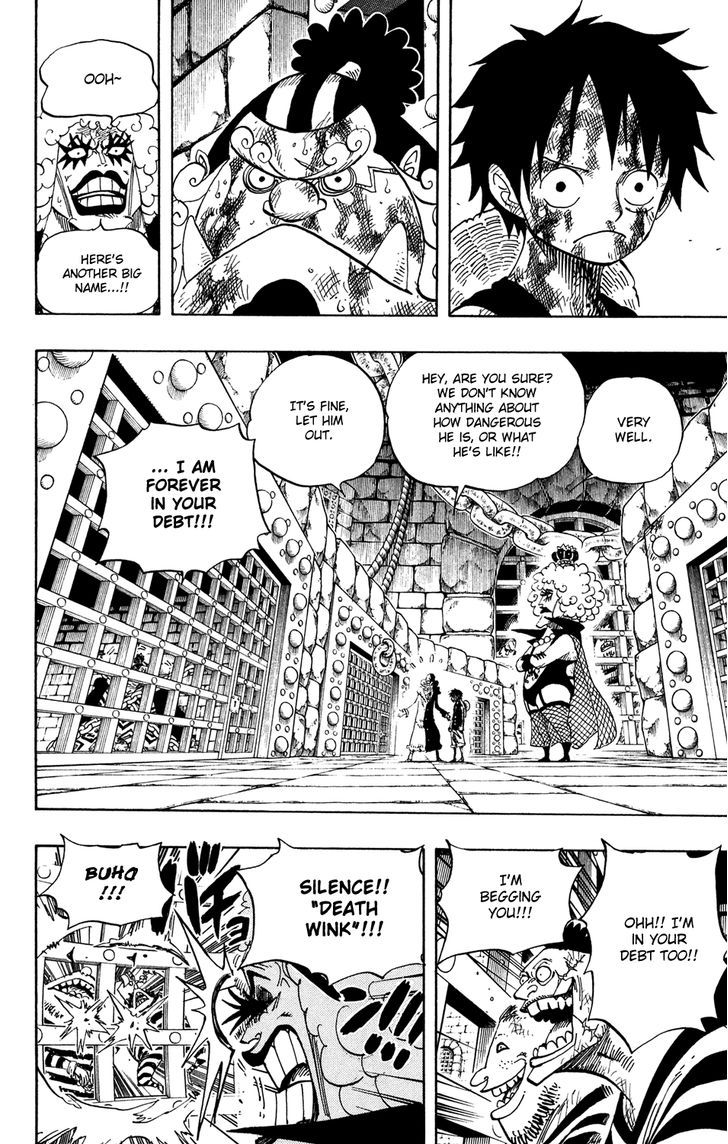 OOH~
HERE'S
ANOTHER BIG
NAME...!!
VERY
WELL.
HEY, ARE YOU SURE?
WE DON'T KNOW
ANYTHING ABOUT
HOW DANGEROUS
HE IS, OR WHAT
HE'S LIKE!!
IT'S FINE,
LET HIM
OUT.
... I AM
FOREVER
IN YOUR
DEBT!!!
OHH!! I'M
IN YOUR
DEBT TOO!!
I'M
BEGGING
YOU!!!
SILENCE!!
"DEATH
WINK"!!!
BUHO
!!!